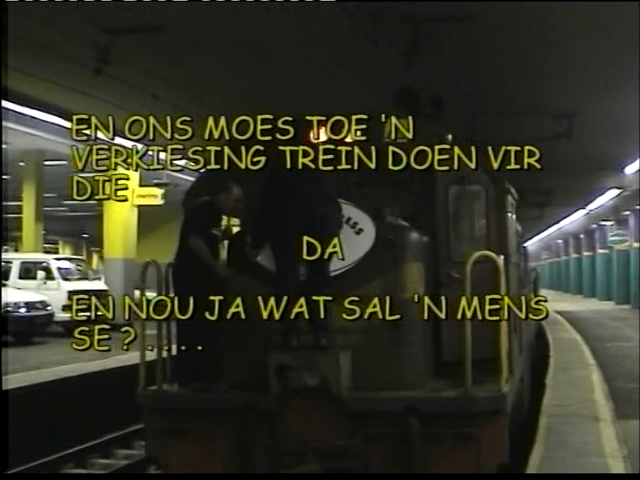 EN ONS MOES TOE 'N
VERKIESING TREIN DOEN VIR
DIE
DA
EN NOU JA WAT SAL 'N MENS
SE ? . . . .